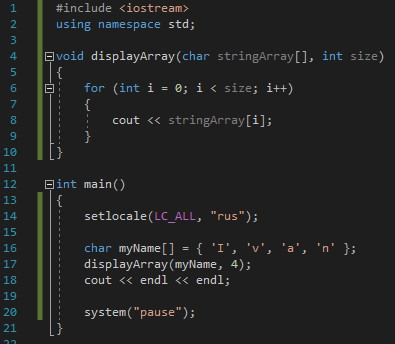 1 #include <iostream>
2 using namespace std;
3
4 void displayArray(char stringArray[], int size)
5 {
6 for (int i = 0; i < size; i++)
7 {
8 cout << stringArray[i];
9 }
10 }
11
12 int main()
13 {
14 setlocale(LC_ALL, "rus");
15
16 char myName[] = { 'I', 'v', 'a', 'n' };
17 displayArray(myName, 4);
18 cout << endl << endl;
19
20 system("pause");
21 }
22